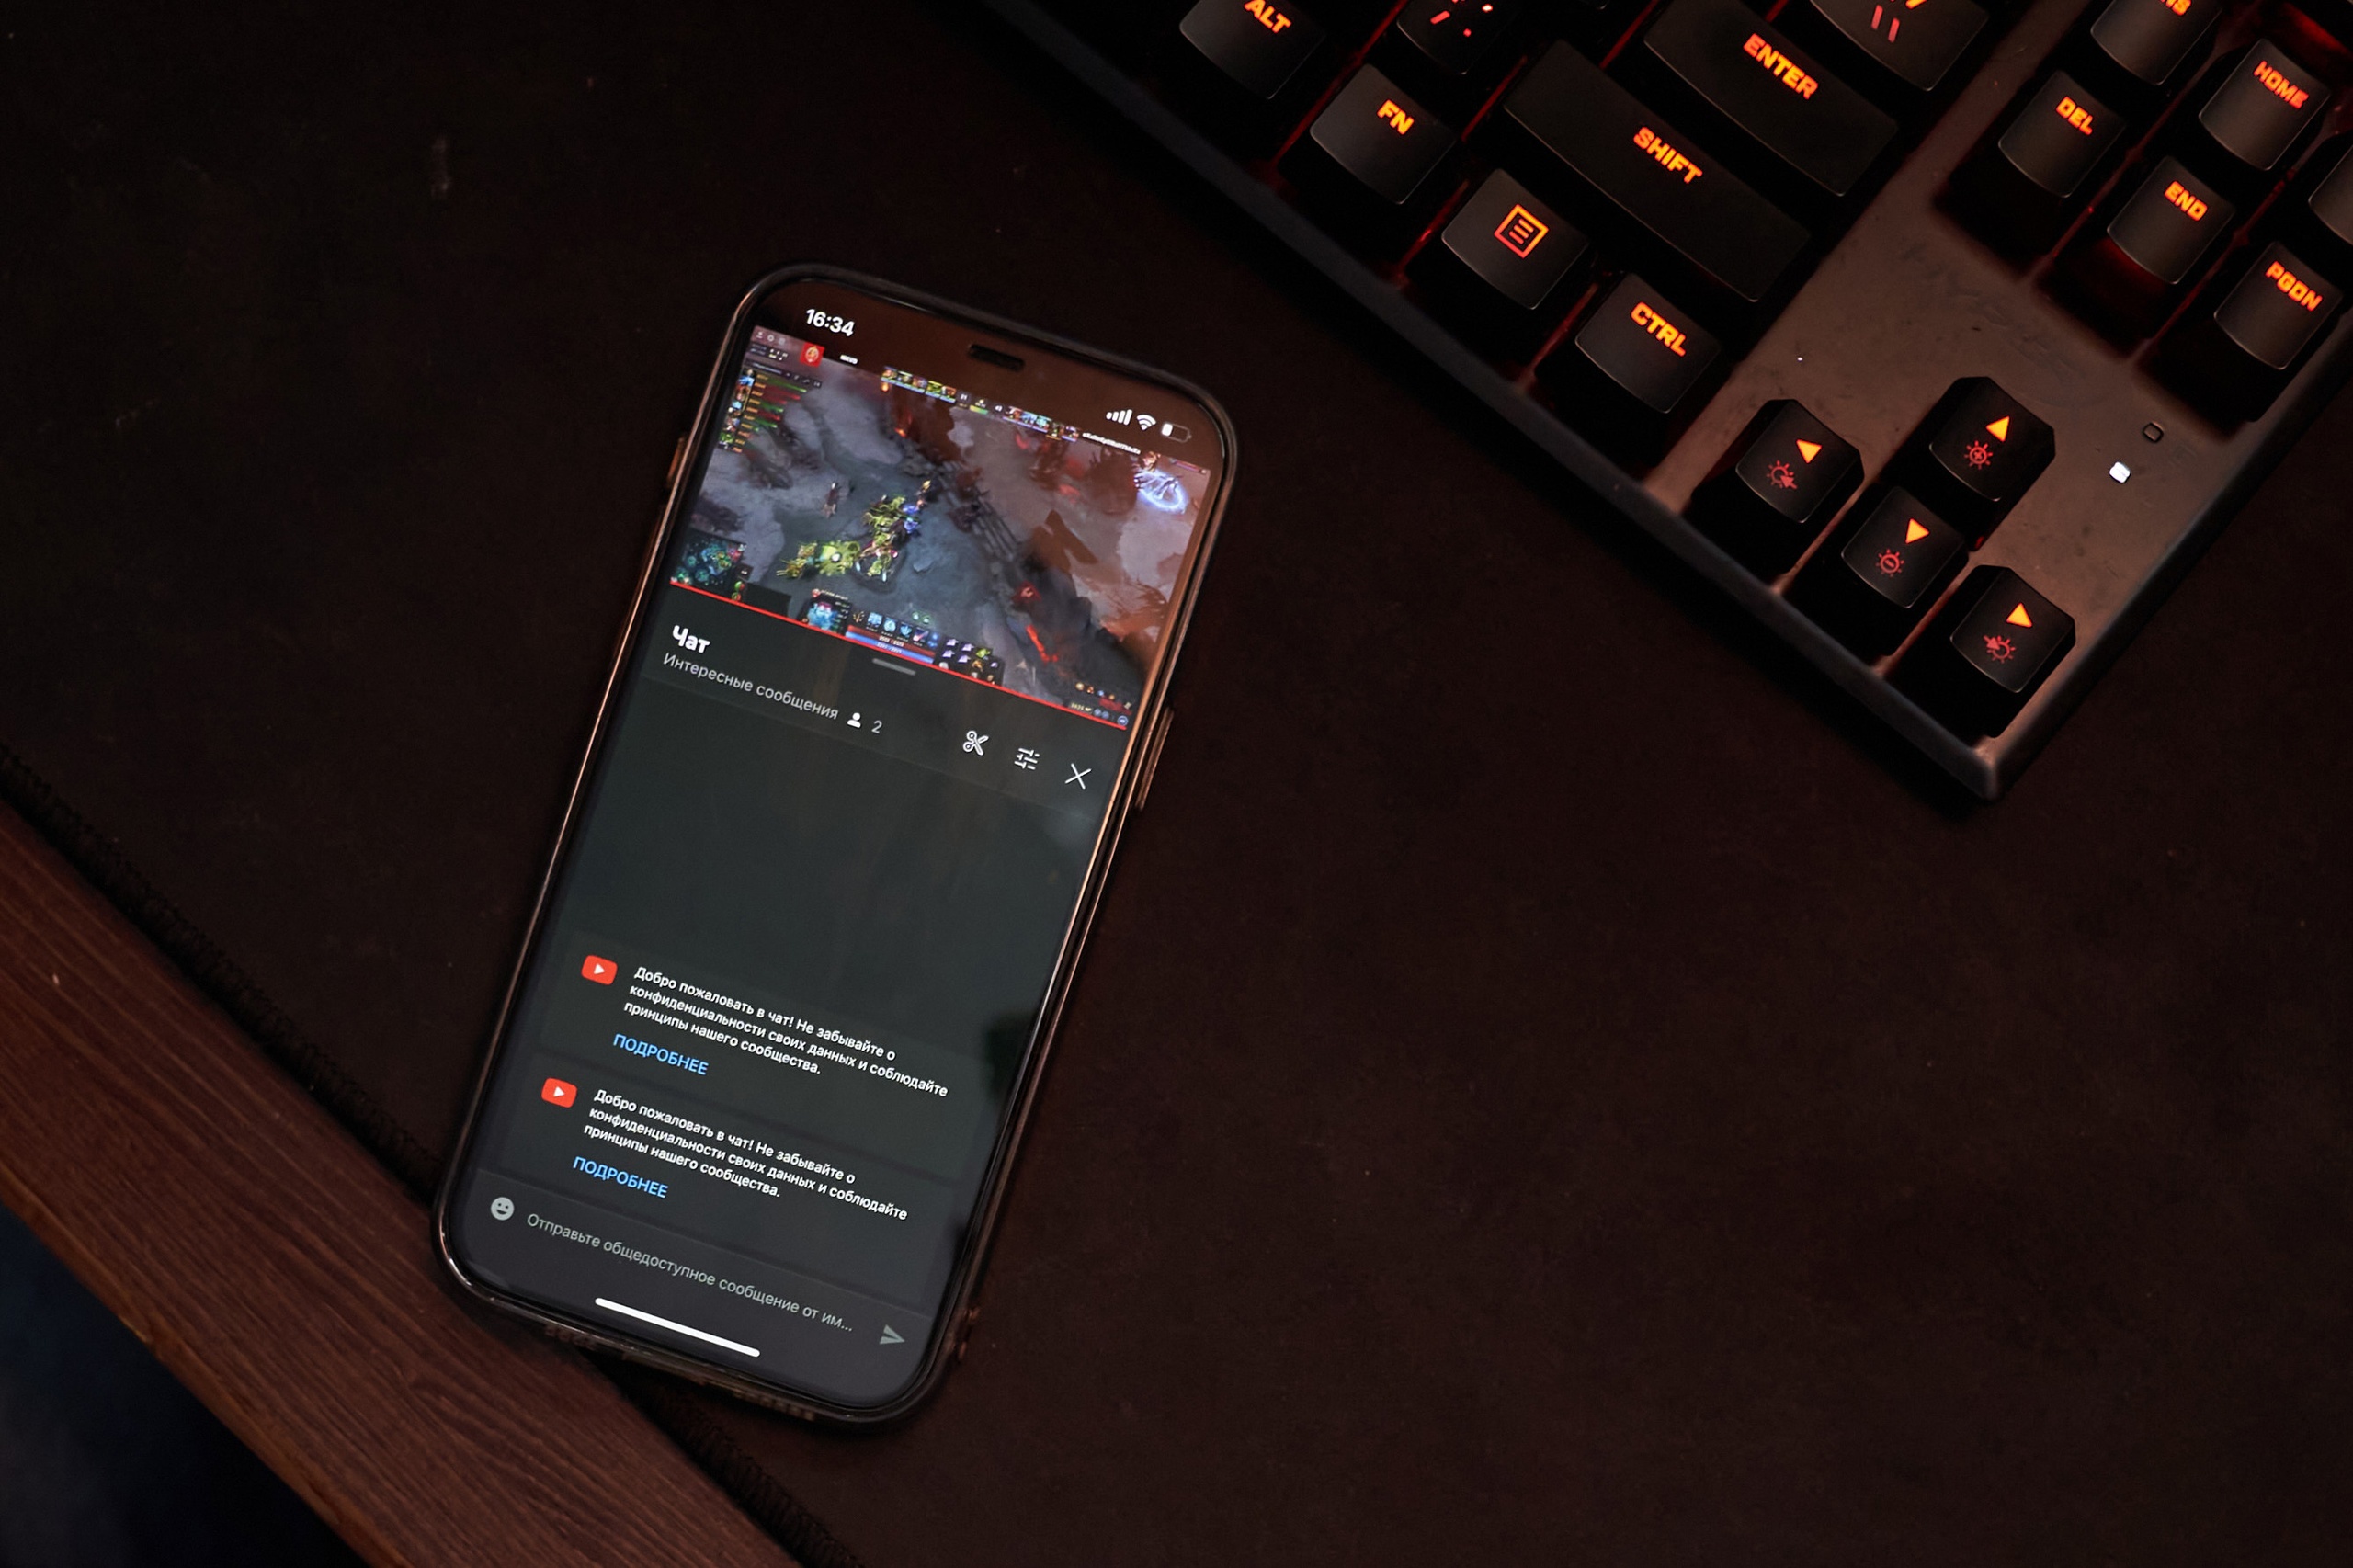 ALT
FN
ENTER
SHIFT
CTRL
DEL
HOME
END
PGDN
16:34
Чат
Интересные сообщения 2
Добро пожаловать в чат! Не забывайте о
конфиденциальности своих данных и соблюдайте
принципы нашего сообщества.
ПОДРОБНЕЕ
Добро пожаловать в чат! Не забывайте о
конфиденциальности своих данных и соблюдайте
принципы нашего сообщества.
ПОДРОБНЕЕ
Отправьте общедоступное сообщение от им...